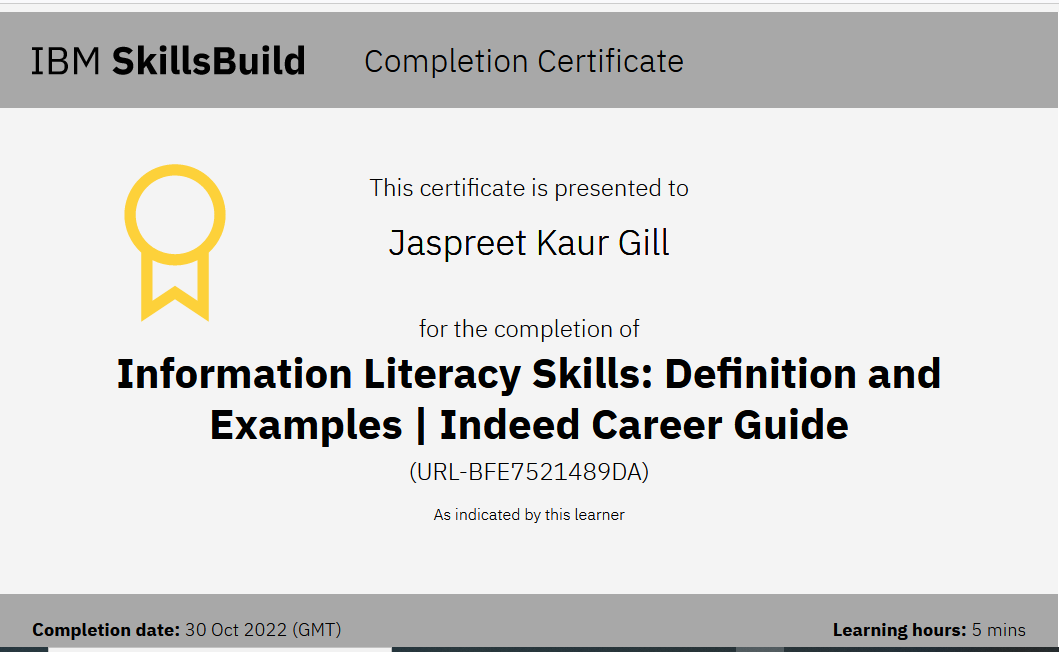 IBM SkillsBuild Completion Certificate
This certificate is presented to
Jaspreet Kaur Gill
for the completion of
Information Literacy Skills: Definition and
Examples | Indeed Career Guide
(URL-BFE7521489DA)
As indicated by this learner
Completion date: 30 Oct 2022 (GMT) Learning hours: 5 mins